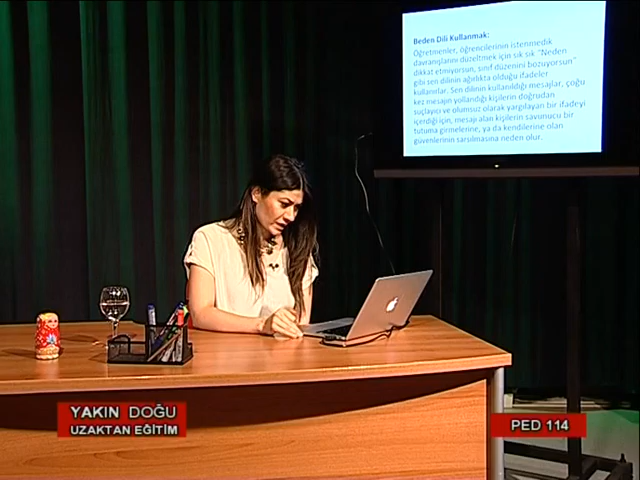 Beden Dili Kullanmak:
Öğretmenler, öğrencilerinin istenmedik
davranışlarını düzeltmek için sık sık "Neden
dikkat etmiyorsun, sınıf düzenini bozuyorsun"
gibi sen dilinin ağırlıkta olduğu ifadeler
kullanırlar. Sen dilinin kullanıldığı mesajlar, çoğu
kez mesajın yollandığı kişilerin doğrudan
suçlayıcı ve olumsuz olarak yargılayan bir ifadeyi
içerdiği için, mesajı alan kişilerin savunucu bir
tutuma girmelerine, ya da kendilerine olan
güvenlerinin sarsılmasına neden olur.
YAKIN DOĞU
UZAKTAN EĞİTİM
PED 114